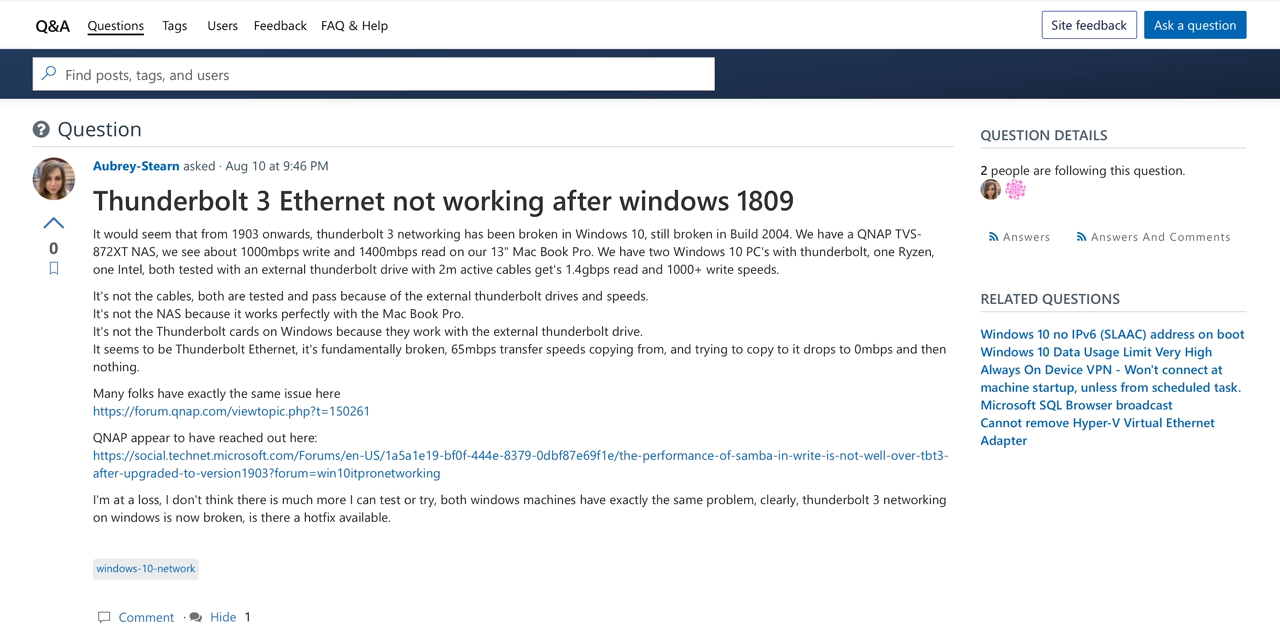 Q&A Questions Tags Users Feedback FAQ & Help Site feedback Ask a question
Find posts, tags, and users
Question
Aubrey-Stearn asked · Aug 10 at 9:46 PM
Thunderbolt 3 Ethernet not working after windows 1809
0
It would seem that from 1903 onwards, thunderbolt 3 networking has been broken in Windows 10, still broken in Build 2004. We have a QNAP TVS-
872XT NAS, we see about 1000mbps write and 1400mbps read on our 13" Mac Book Pro. We have two Windows 10 PC's with thunderbolt, one Ryzen,
one Intel, both tested with an external thunderbolt drive with 2m active cables get's 1.4gbps read and 1000+ write speeds.
It's not the cables, both are tested and pass because of the external thunderbolt drives and speeds.
It's not the NAS because it works perfectly with the Mac Book Pro.
It's not the Thunderbolt cards on Windows because they work with the external thunderbolt drive.
It seems to be Thunderbolt Ethernet, it's fundamentally broken, 65mbps transfer speeds copying from, and trying to copy to it drops to 0mbps and then
nothing.
Many folks have exactly the same issue here
https://forum.qnap.com/viewtopic.php?t=150261
QNAP appear to have reached out here:
https://social.technet.microsoft.com/Forums/en-US/1a5a1e19-bf0f-444e-8379-0dbf87e69f1e/the-performance-of-samba-in-write-is-not-well-over-tbt3-
after-upgraded-to-version1903?forum=win10itpronetworking
I'm at a loss, I don't think there is much more I can test or try, both windows machines have exactly the same problem, clearly, thunderbolt 3 networking
on windows is now broken, is there a hotfix available.
windows-10-network
Comment · Hide 1
QUESTION DETAILS
2 people are following this question.
Answers Answers And Comments
RELATED QUESTIONS
Windows 10 no IPv6 (SLAAC) address on boot
Windows 10 Data Usage Limit Very High
Always On Device VPN - Won't connect at
machine startup, unless from scheduled task.
Microsoft SQL Browser broadcast
Cannot remove Hyper-V Virtual Ethernet
Adapter